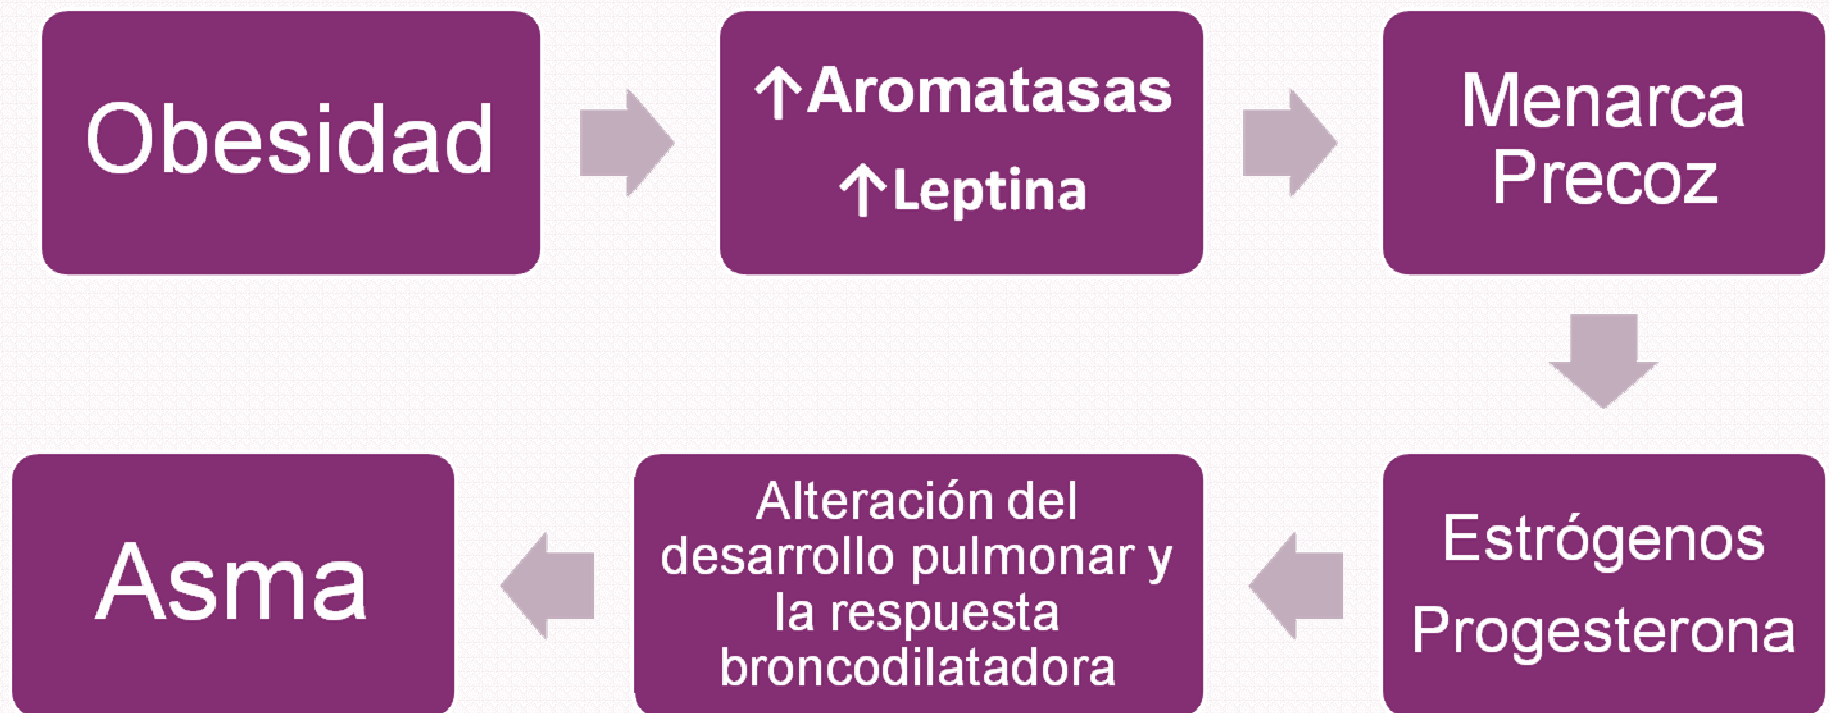 Obesidad
↑Aromatasas
↑Leptina
Menarca
Precoz
Estrógenos
Progesterona
Alteración del
desarrollo pulmonar y
la respuesta
broncodilatadora
Asma